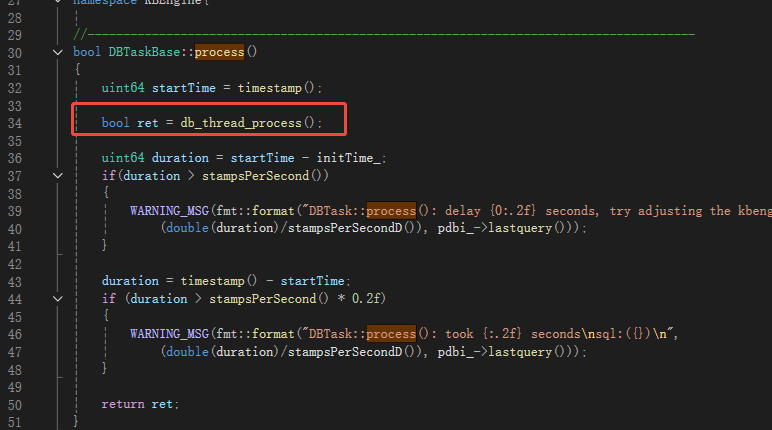 27 namespace KBEngine{
28
29 //-------------------------------------------------------------------------------------
30 bool DBTaskBase::process()
31 {
32 uint64 startTime = timestamp();
33
34 bool ret = db_thread_process();
35
36 uint64 duration = startTime - initTime_;
37 if(duration > stampsPerSecond())
38 {
39 WARNING_MSG(fmt::format("DBTask::process(): delay {0:.2f} seconds, try adjusting the kbeng
40 (double(duration)/stampsPerSecondD()), pdbi_->lastquery()));
41 }
42
43 duration = timestamp() - startTime;
44 if (duration > stampsPerSecond() * 0.2f)
45 {
46 WARNING_MSG(fmt::format("DBTask::process(): took {:.2f} seconds\nsql:({})\n",
47 (double(duration)/stampsPerSecondD()), pdbi_->lastquery()));
48 }
49
50 return ret;
51 }